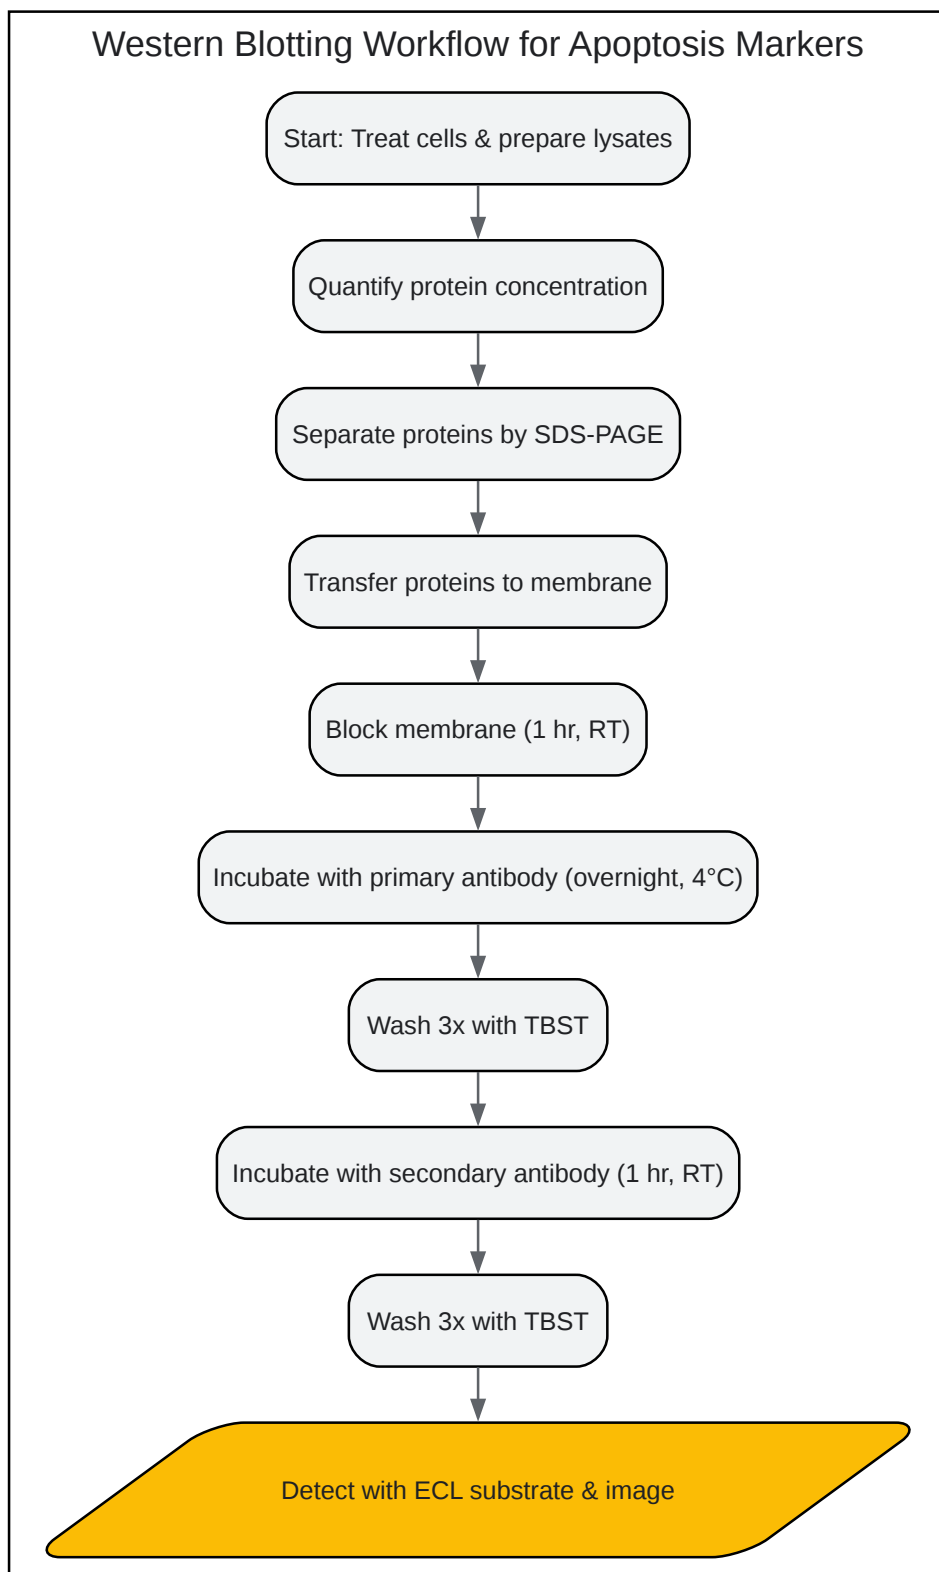 Western Blotting Workflow for Apoptosis Markers
Start: Treat cells & prepare lysates
Quantify protein concentration
Separate proteins by SDS-PAGE
Transfer proteins to membrane
Block membrane (1 hr, RT)
Incubate with primary antibody (overnight, 4°C)
Wash 3x with TBST
Incubate with secondary antibody (1 hr, RT)
Wash 3x with TBST
Detect with ECL substrate & image